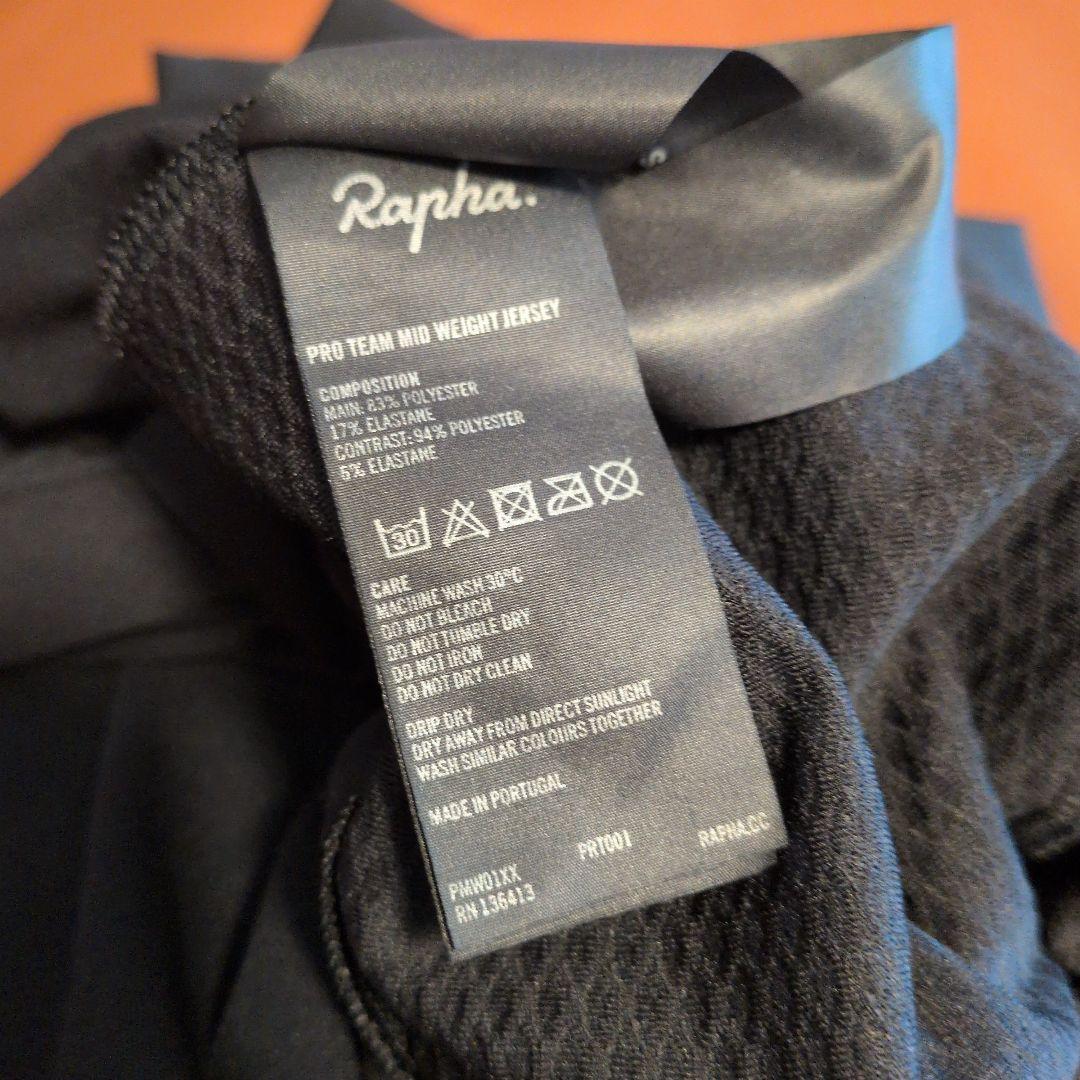 Rapha.
PRO TEAM MID WEIGHT JERSEY
COMPOSITION
MAIN: 83% POLYESTER
17% ELASTANE
CONTRAST: 94% POLYESTER
6% ELASTANE
30
CARE
MACHINE WASH 30°C
DO NOT BLEACH
DO NOT TUMBLE DRY
DO NOT IRON
DO NOT DRY CLEAN
DRIP DRY
DRY AWAY FROM DIRECT SUNLIGHT
WASH SIMILAR COLOURS TOGETHER
MADE IN PORTUGAL
PMW01XX PRT001 RAPHA.CC
RN 136413